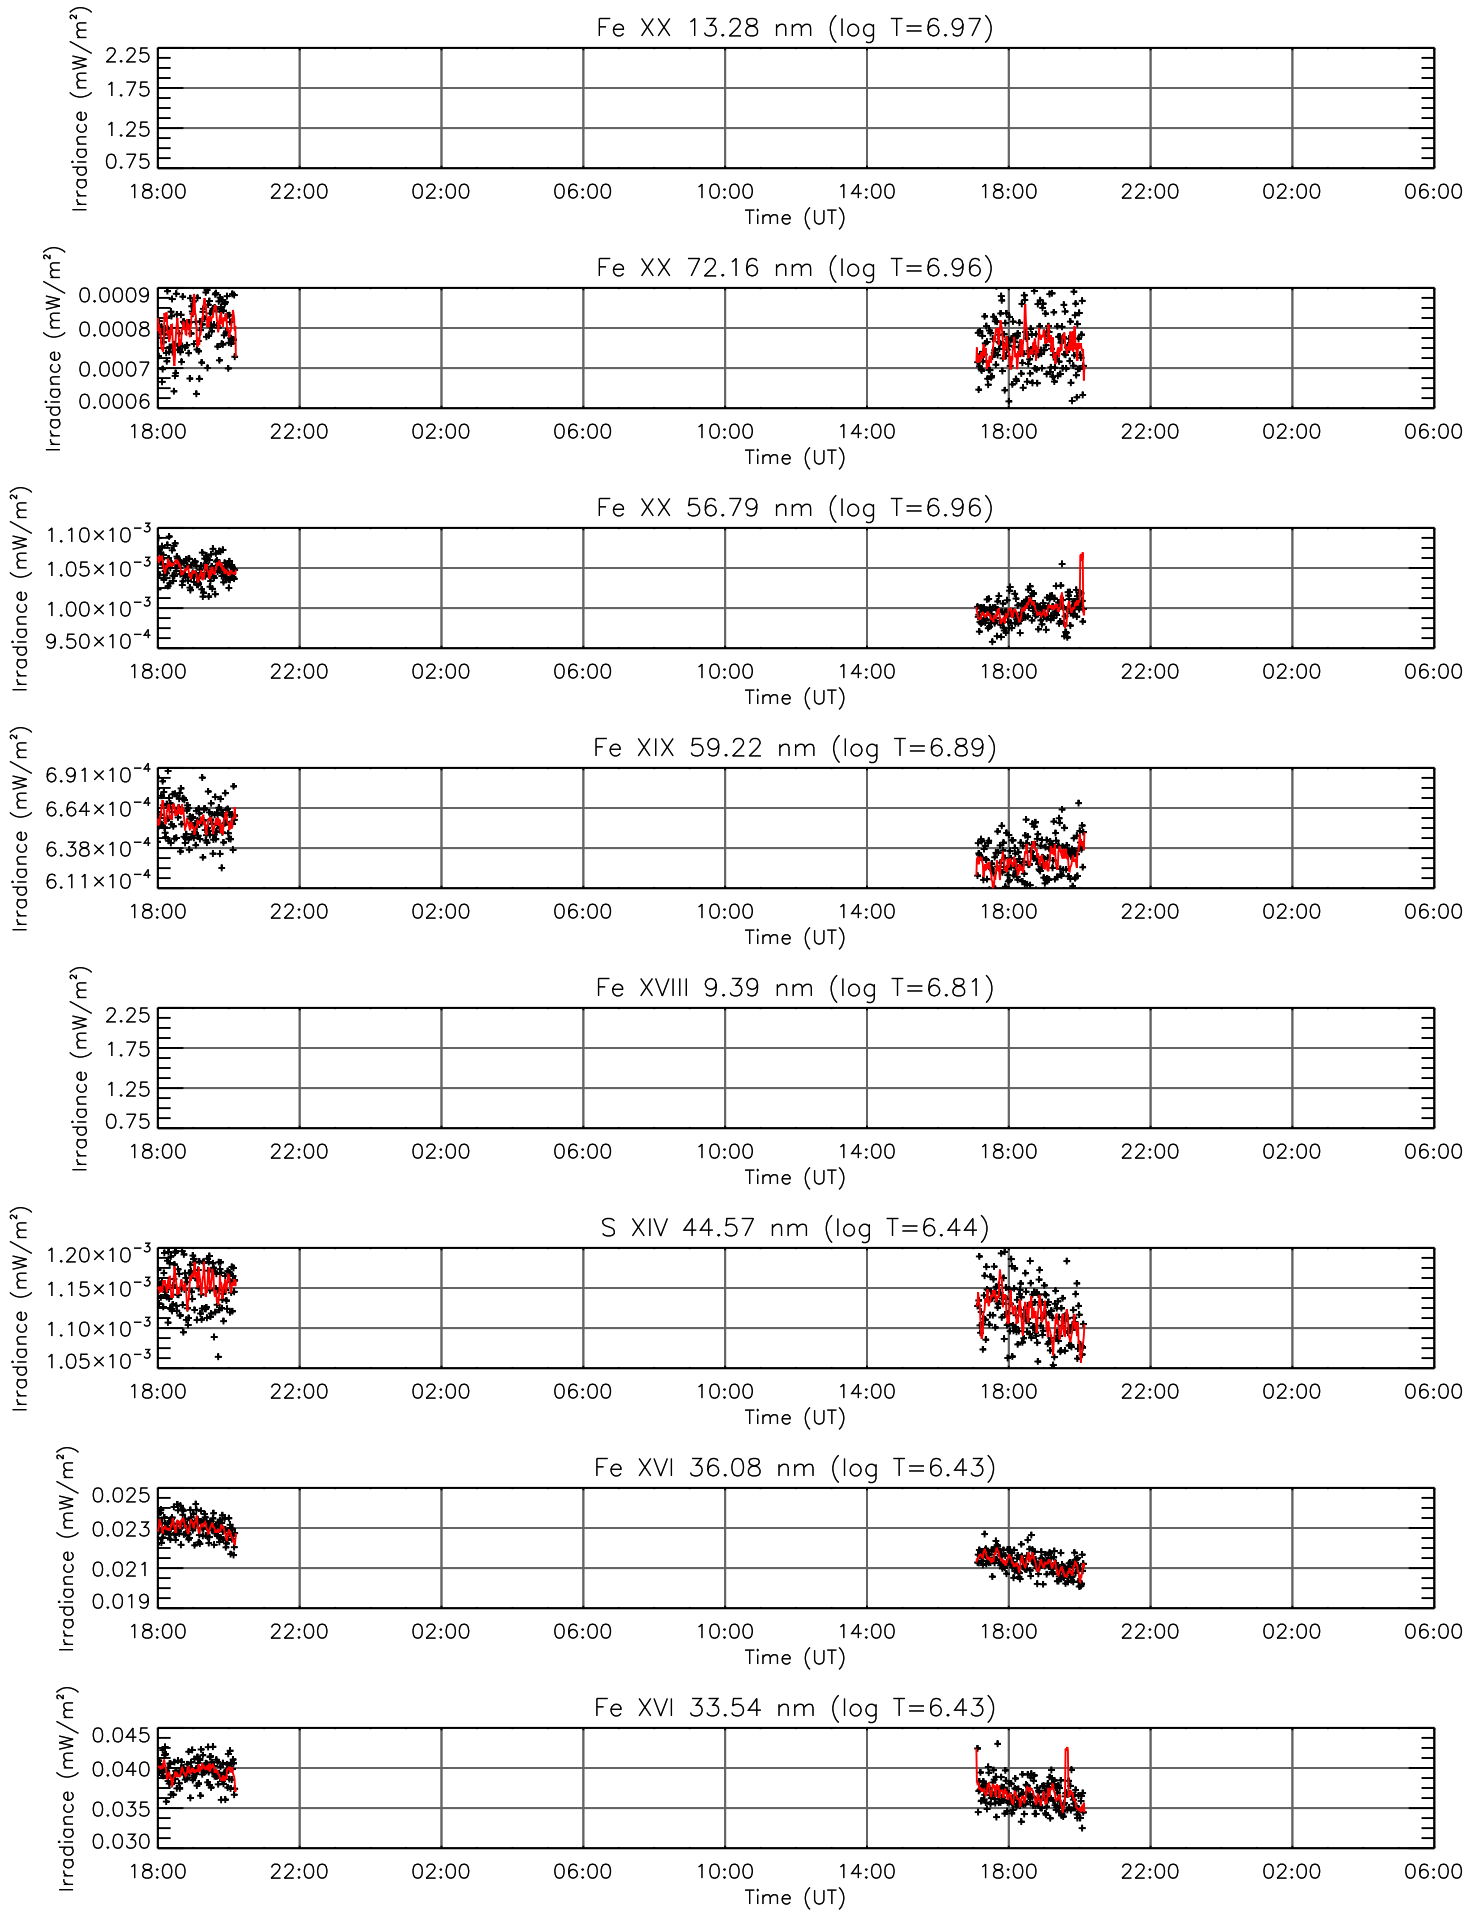 Fe XX 13.28 nm (log T=6.97)
Irradiance (mW/m²)
2.25
1.75
1.25
0.75
18:00 22:00 02:00 06:00 10:00 14:00 18:00 22:00 02:00 06:00
Time (UT)
Fe XX 72.16 nm (log T=6.96)
Irradiance (mW/m²)
0.0009
0.0008
0.0007
0.0006
18:00 22:00 02:00 06:00 10:00 14:00 18:00 22:00 02:00 06:00
Time (UT)
Fe XX 56.79 nm (log T=6.96)
Irradiance (mW/m²)
1.10×10⁻³
1.05×10⁻³
1.00×10⁻³
9.50×10⁻⁴
18:00 22:00 02:00 06:00 10:00 14:00 18:00 22:00 02:00 06:00
Time (UT)
Fe XIX 59.22 nm (log T=6.89)
Irradiance (mW/m²)
6.91×10⁻⁴
6.64×10⁻⁴
6.38×10⁻⁴
6.11×10⁻⁴
18:00 22:00 02:00 06:00 10:00 14:00 18:00 22:00 02:00 06:00
Time (UT)
Fe XVIII 9.39 nm (log T=6.81)
Irradiance (mW/m²)
2.25
1.75
1.25
0.75
18:00 22:00 02:00 06:00 10:00 14:00 18:00 22:00 02:00 06:00
Time (UT)
S XIV 44.57 nm (log T=6.44)
Irradiance (mW/m²)
1.20×10⁻³
1.15×10⁻³
1.10×10⁻³
1.05×10⁻³
18:00 22:00 02:00 06:00 10:00 14:00 18:00 22:00 02:00 06:00
Time (UT)
Fe XVI 36.08 nm (log T=6.43)
Irradiance (mW/m²)
0.025
0.023
0.021
0.019
18:00 22:00 02:00 06:00 10:00 14:00 18:00 22:00 02:00 06:00
Time (UT)
Fe XVI 33.54 nm (log T=6.43)
Irradiance (mW/m²)
0.045
0.040
0.035
0.030
18:00 22:00 02:00 06:00 10:00 14:00 18:00 22:00 02:00 06:00
Time (UT)